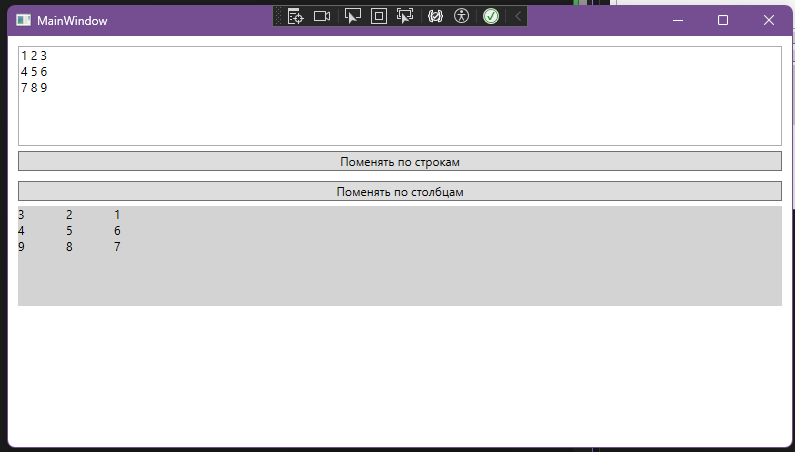 MainWindow
1 2 3
4 5 6
7 8 9
Поменять по строкам
Поменять по столбцам
3 2 1
4 5 6
9 8 7